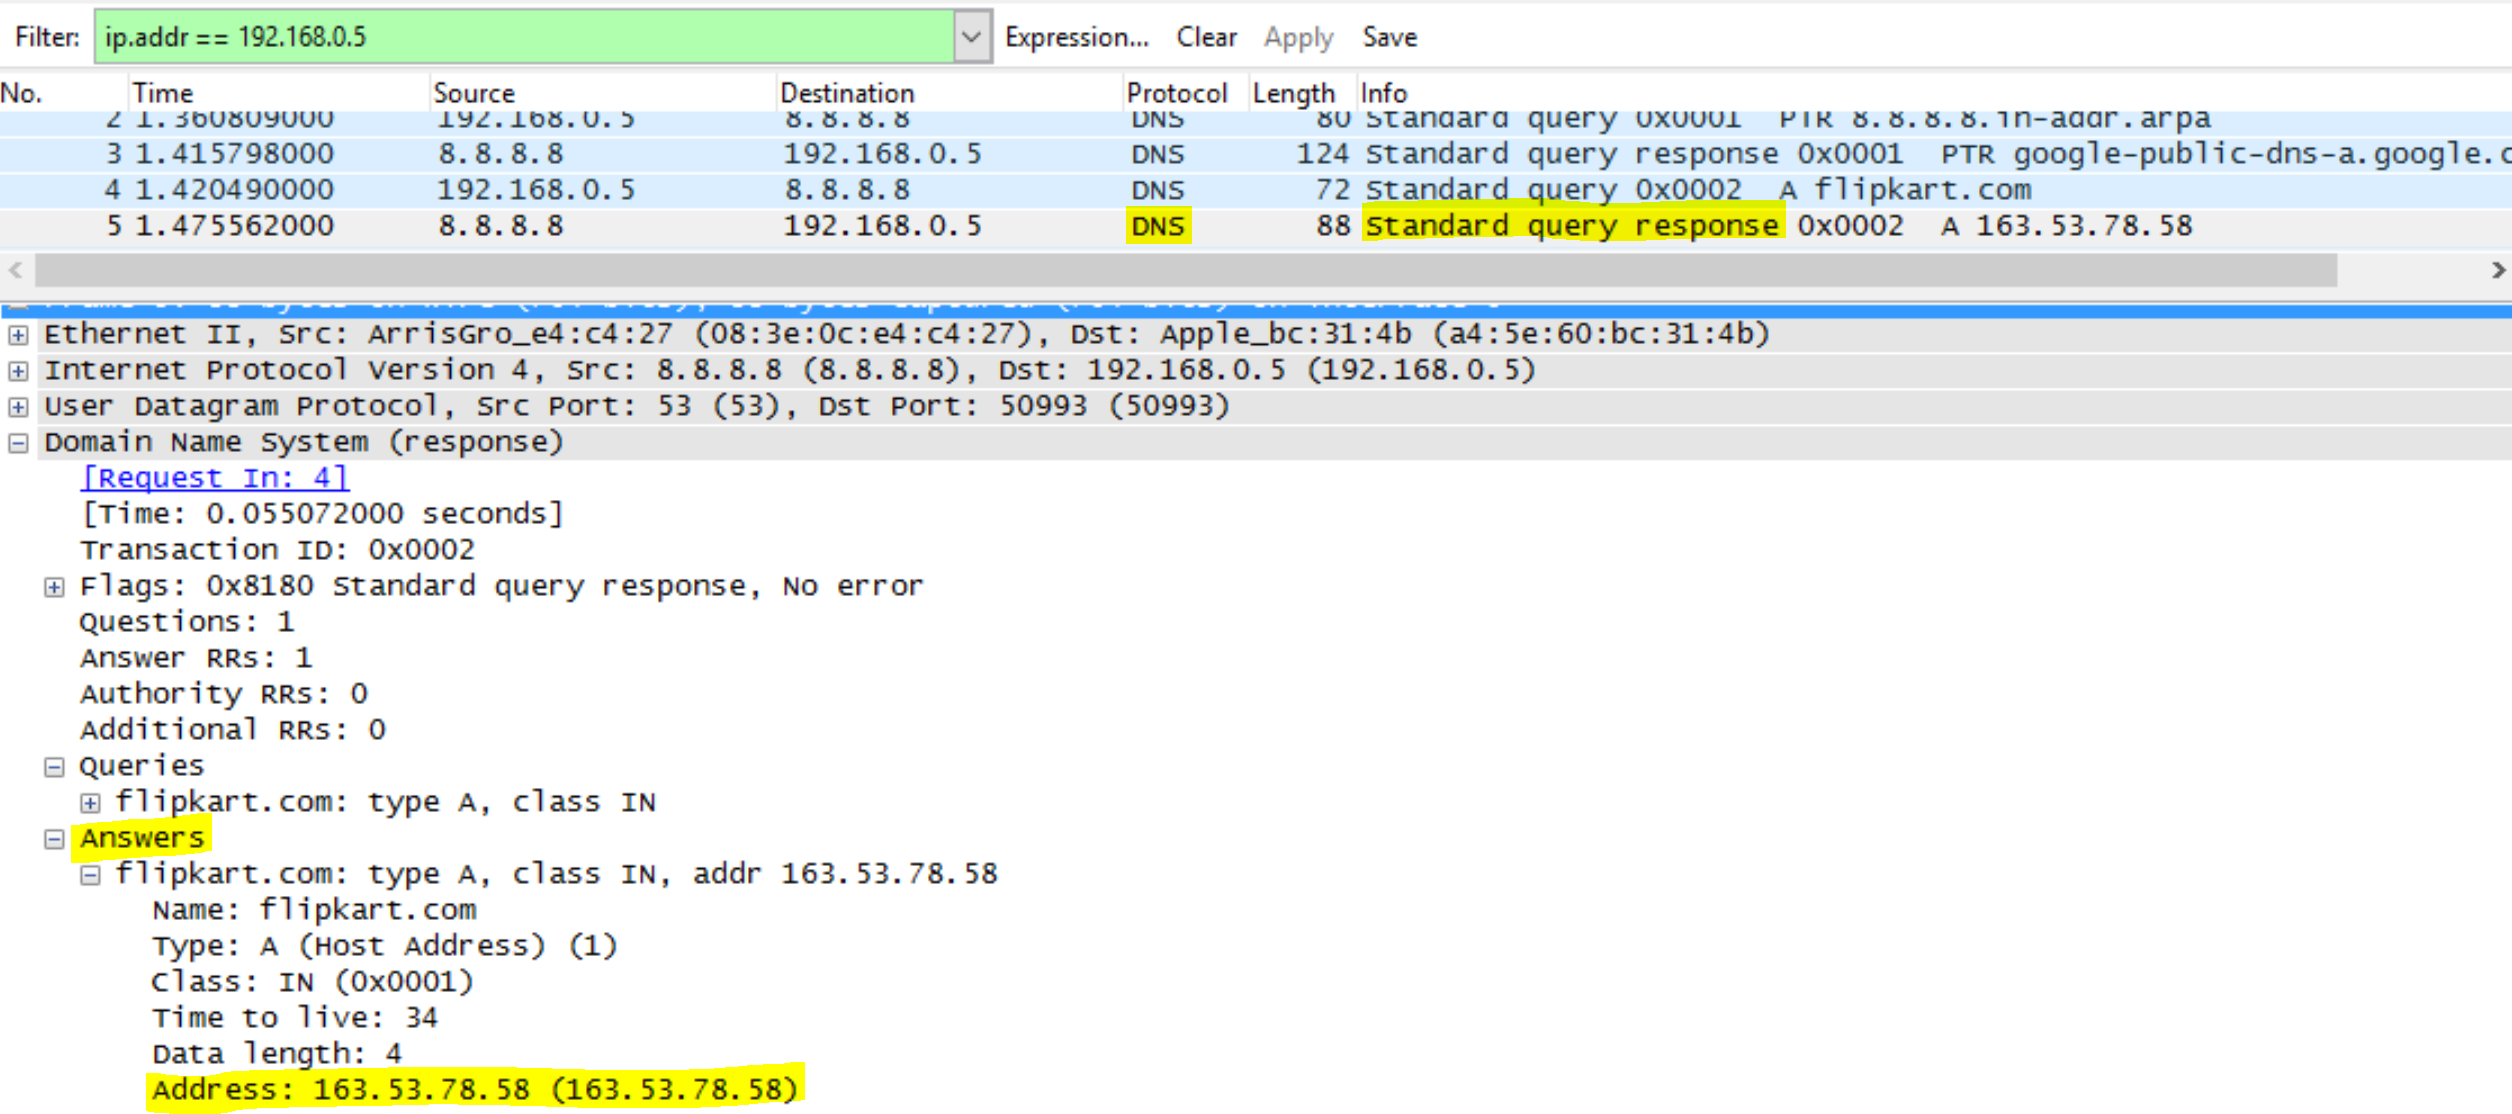 Filter: ip.addr == 192.168.0.5 Expression... Clear Apply Save
No. Time Source Destination Protocol Length Info
2 1.360809000 192.168.0.5 8.8.8.8 DNS 80 Standard query 0x0001 PTR 8.8.8.8.in-addr.arpa
3 1.415798000 8.8.8.8 192.168.0.5 DNS 124 Standard query response 0x0001 PTR google-public-dns-a.google.c
4 1.420490000 192.168.0.5 8.8.8.8 DNS 72 Standard query 0x0002 A flipkart.com
5 1.475562000 8.8.8.8 192.168.0.5 DNS 88 Standard query response 0x0002 A 163.53.78.58
Ethernet II, Src: ArrisGro_e4:c4:27 (08:3e:0c:e4:c4:27), Dst: Apple_bc:31:4b (a4:5e:60:bc:31:4b)
Internet Protocol Version 4, Src: 8.8.8.8 (8.8.8.8), Dst: 192.168.0.5 (192.168.0.5)
User Datagram Protocol, Src Port: 53 (53), Dst Port: 50993 (50993)
Domain Name System (response)
[Request In: 4]
[Time: 0.055072000 seconds]
Transaction ID: 0x0002
Flags: 0x8180 Standard query response, No error
Questions: 1
Answer RRs: 1
Authority RRs: 0
Additional RRs: 0
Queries
flipkart.com: type A, class IN
Answers
flipkart.com: type A, class IN, addr 163.53.78.58
Name: flipkart.com
Type: A (Host Address) (1)
Class: IN (0x0001)
Time to live: 34
Data length: 4
Address: 163.53.78.58 (163.53.78.58)